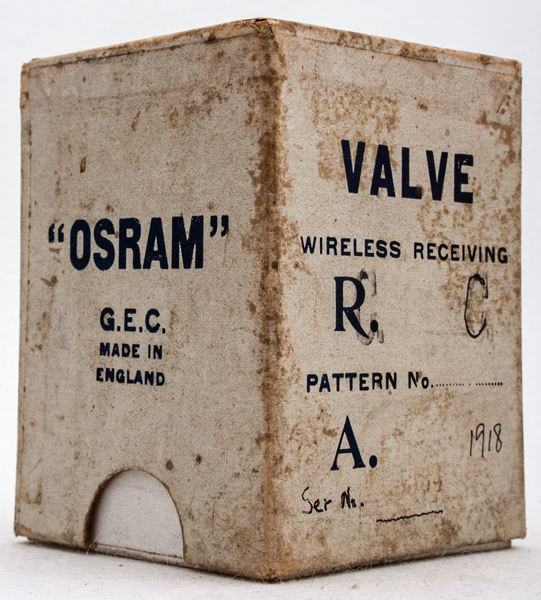 "OSRAM"
G.E.C.
MADE IN
ENGLAND
VALVE
WIRELESS RECEIVING
R. C
PATTERN No.
A.
1918
Ser No.